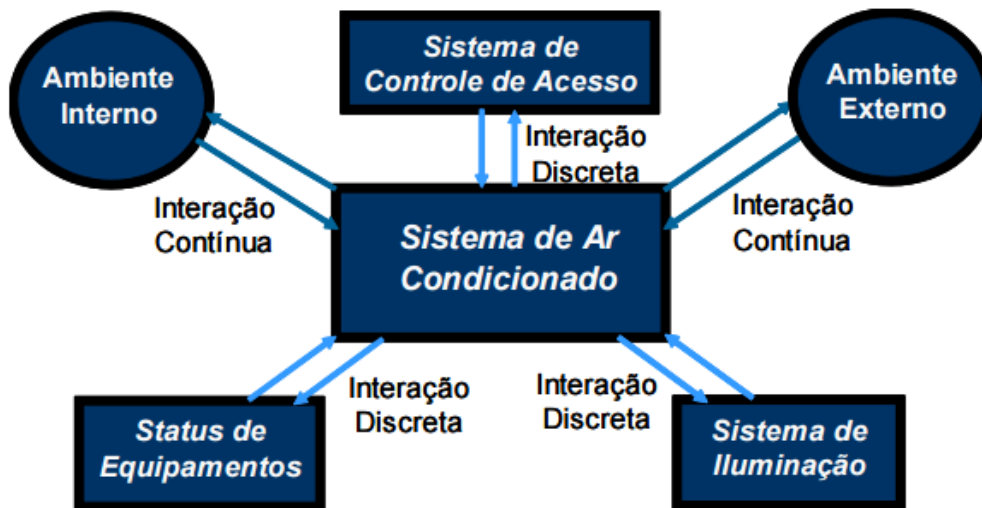 Ambiente
Interno
Sistema de
Controle de Acesso
Ambiente
Externo
Interação
Discreta
Interação
Contínua
Interação
Contínua
Sistema de Ar
Condicionado
Interação
Discreta
Interação
Discreta
Status de
Equipamentos
Sistema de
Iluminação